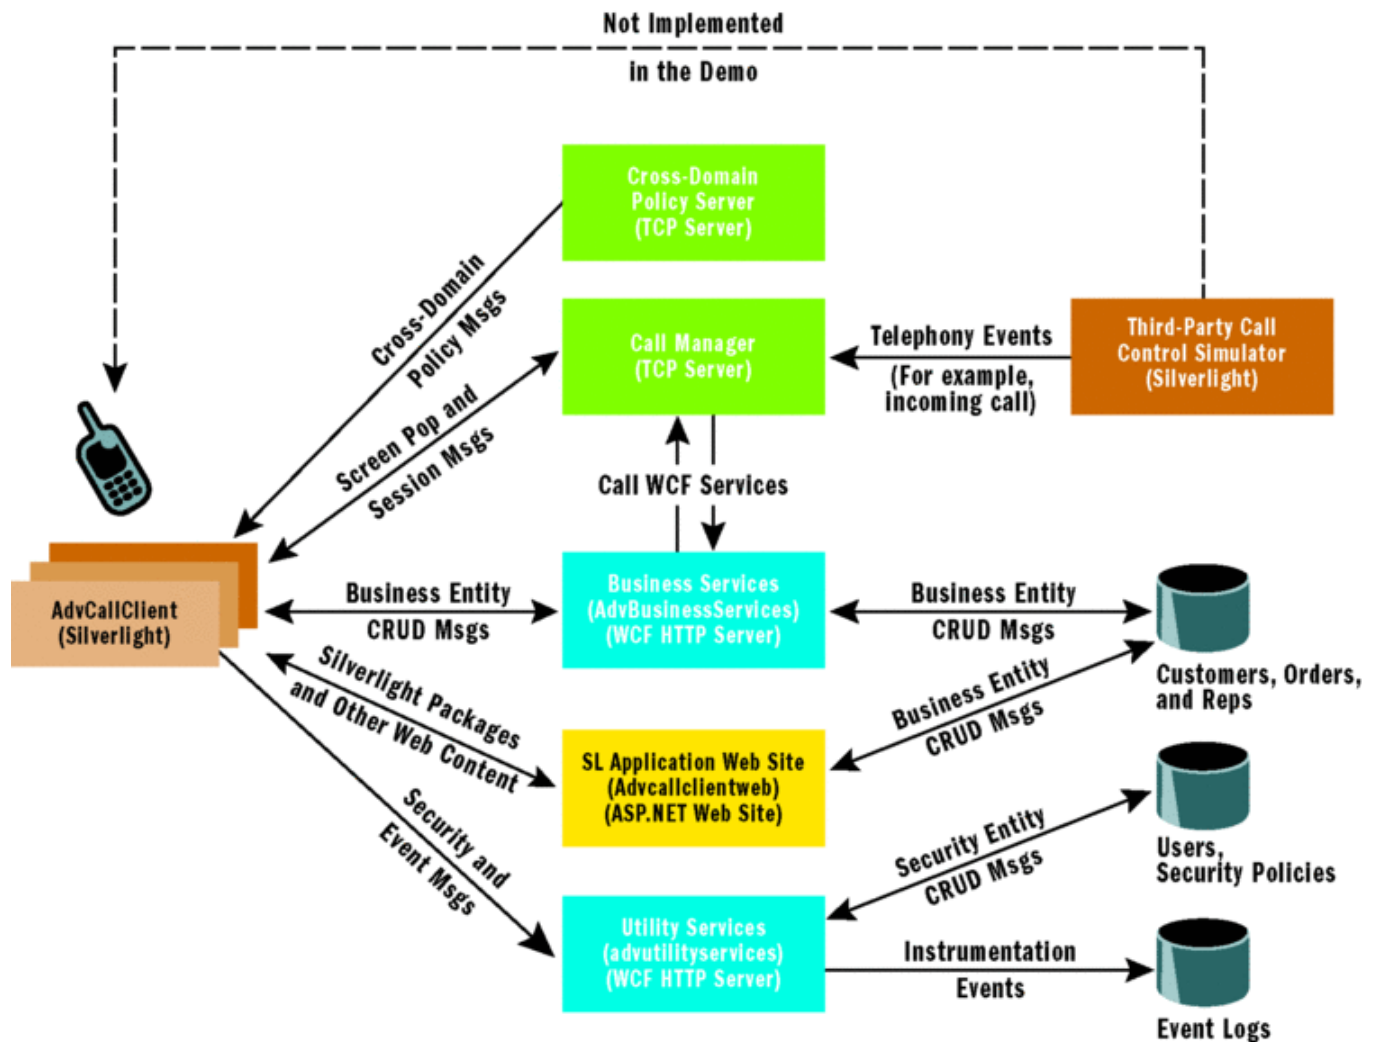 Not Implemented
in the Demo
Cross-Domain
Policy Server
(TCP Server)
Cross-Domain
Policy Msgs
Call Manager
(TCP Server)
Telephony Events
(For example,
incoming call)
Third-Party Call
Control Simulator
(Silverlight)
Screen Pop and
Session Msgs
Call WCF Services
AdvCallClient
(Silverlight)
Business Entity
CRUD Msgs
Business Services
(AdvBusinessServices)
(WCF HTTP Server)
Business Entity
CRUD Msgs
Customers, Orders,
and Reps
Silverlight Packages
and Other Web Content
SL Application Web Site
(Advcallclientweb)
(ASP.NET Web Site)
Business Entity
CRUD Msgs
Users,
Security Policies
Security and
Event Msgs
Utility Services
(advutilityservices)
(WCF HTTP Server)
Security Entity
CRUD Msgs
Instrumentation
Events
Event Logs